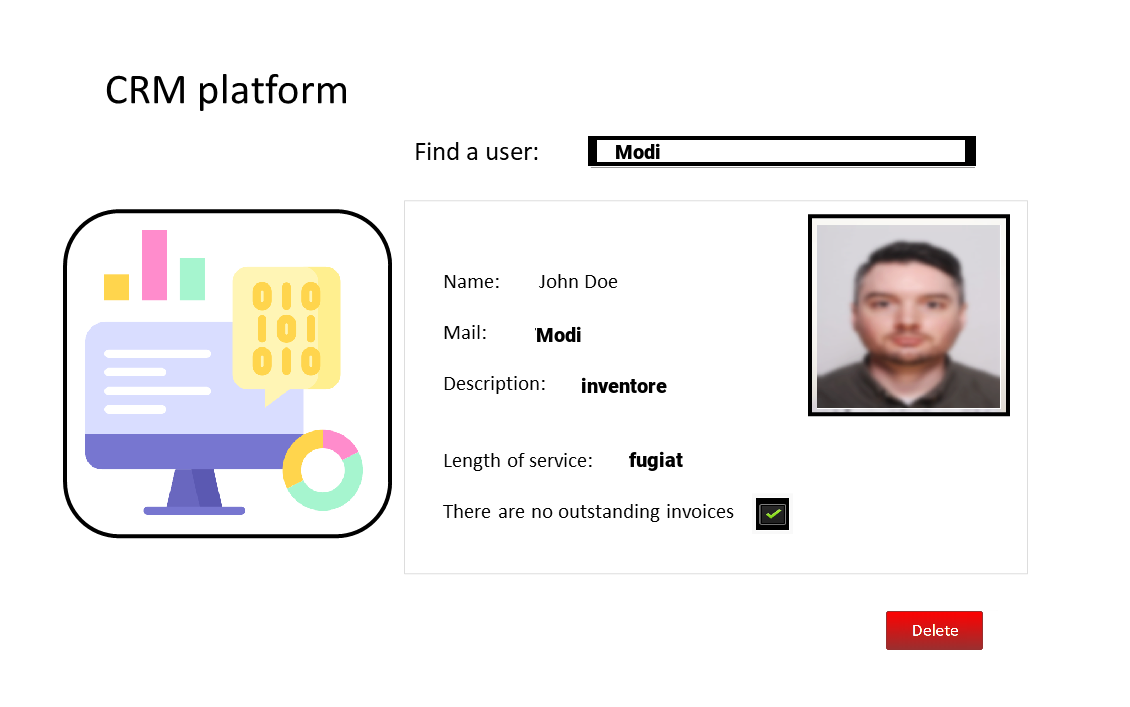 CRM platform
Find a user: Modi
010
101
010
Name: John Doe
Mail: Modi
Description: inventore
Length of service: fugiat
There are no outstanding invoices
Delete